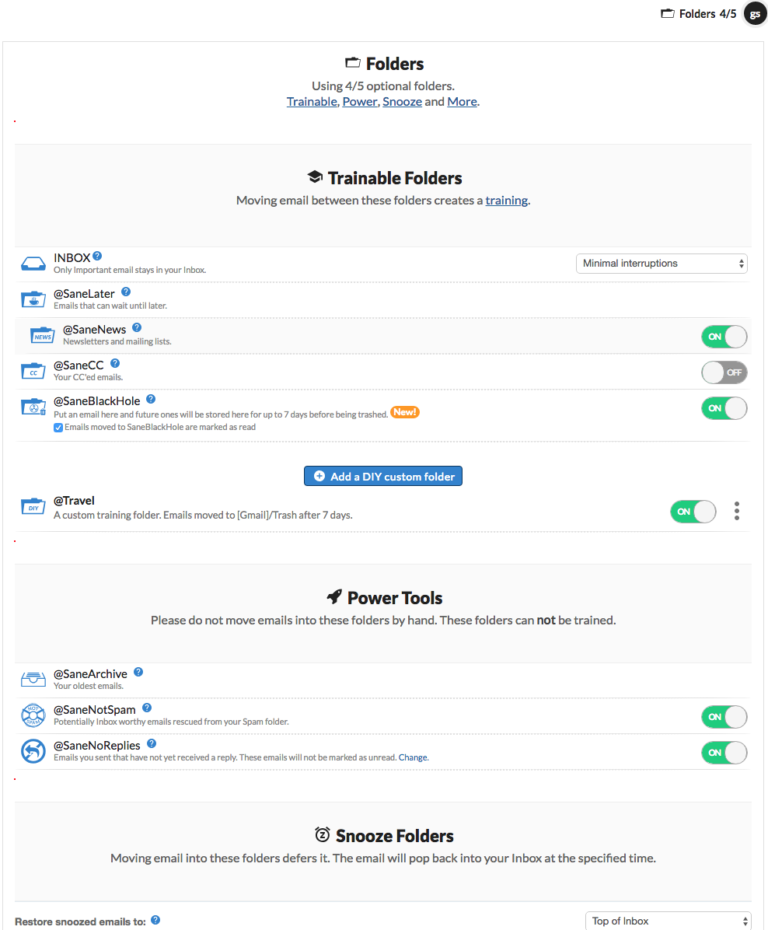 Folders 4/5 gs
Folders
Using 4/5 optional folders.
Trainable, Power, Snooze and More.
Trainable Folders
Moving email between these folders creates a training.
INBOX ?
Only Important email stays in your Inbox.
Minimal interruptions
@SaneLater ?
Emails that can wait until later.
NEWS
@SaneNews ?
Newsletters and mailing lists.
ON
CC
@SaneCC ?
Your CC'ed emails.
OFF
@SaneBlackHole ?
Put an email here and future ones will be stored here for up to 7 days before being trashed. New!
Emails moved to SaneBlackHole are marked as read
ON
Add a DIY custom folder
DIY
@Travel
A custom training folder. Emails moved to [Gmail]/Trash after 7 days.
ON
Power Tools
Please do not move emails into these folders by hand. These folders can not be trained.
@SaneArchive ?
Your oldest emails.
NOT SPAM
@SaneNotSpam ?
Potentially Inbox worthy emails rescued from your Spam folder.
ON
@SaneNoReplies ?
Emails you sent that have not yet received a reply. These emails will not be marked as unread. Change.
ON
Snooze Folders
Moving email into these folders defers it. The email will pop back into your Inbox at the specified time.
Restore snoozed emails to: ?
Top of Inbox